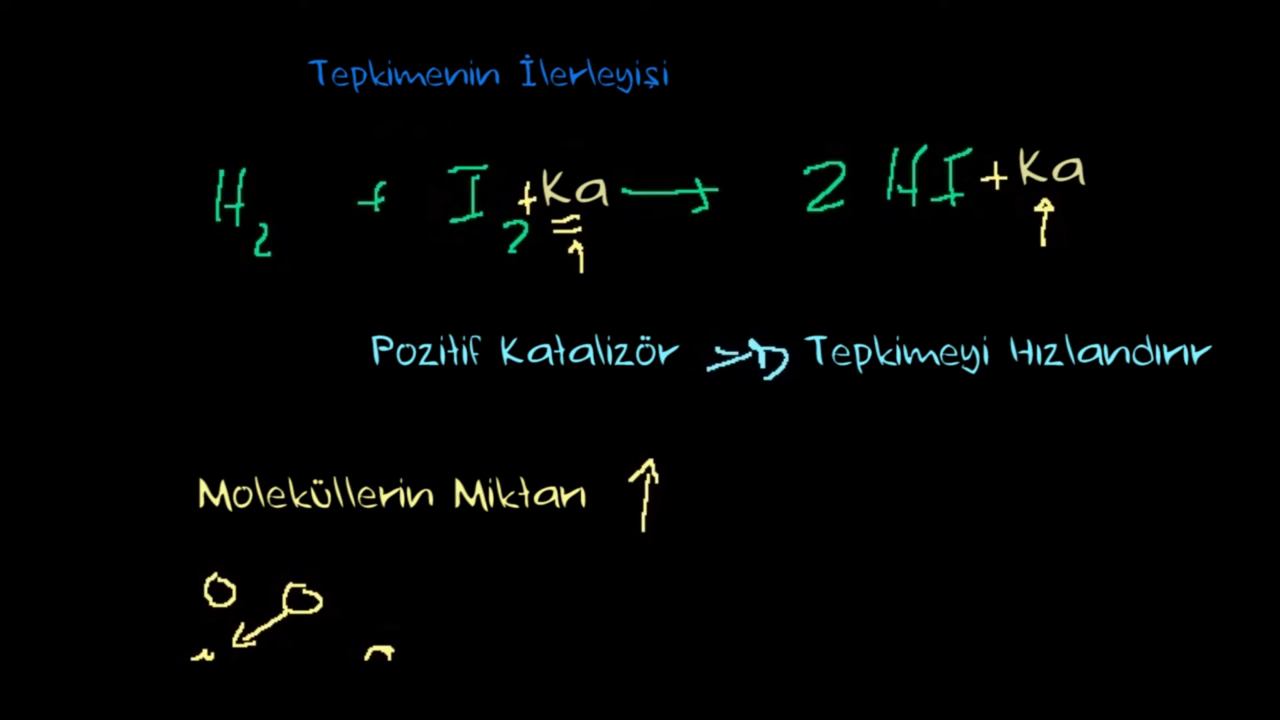 Tepkimenin İlerleyişi
H₂ + I₂ + Ka → 2 HI + Ka
Pozitif Katalizör => Tepkimeyi Hızlandırır
Moleküllerin Miktarı ↑